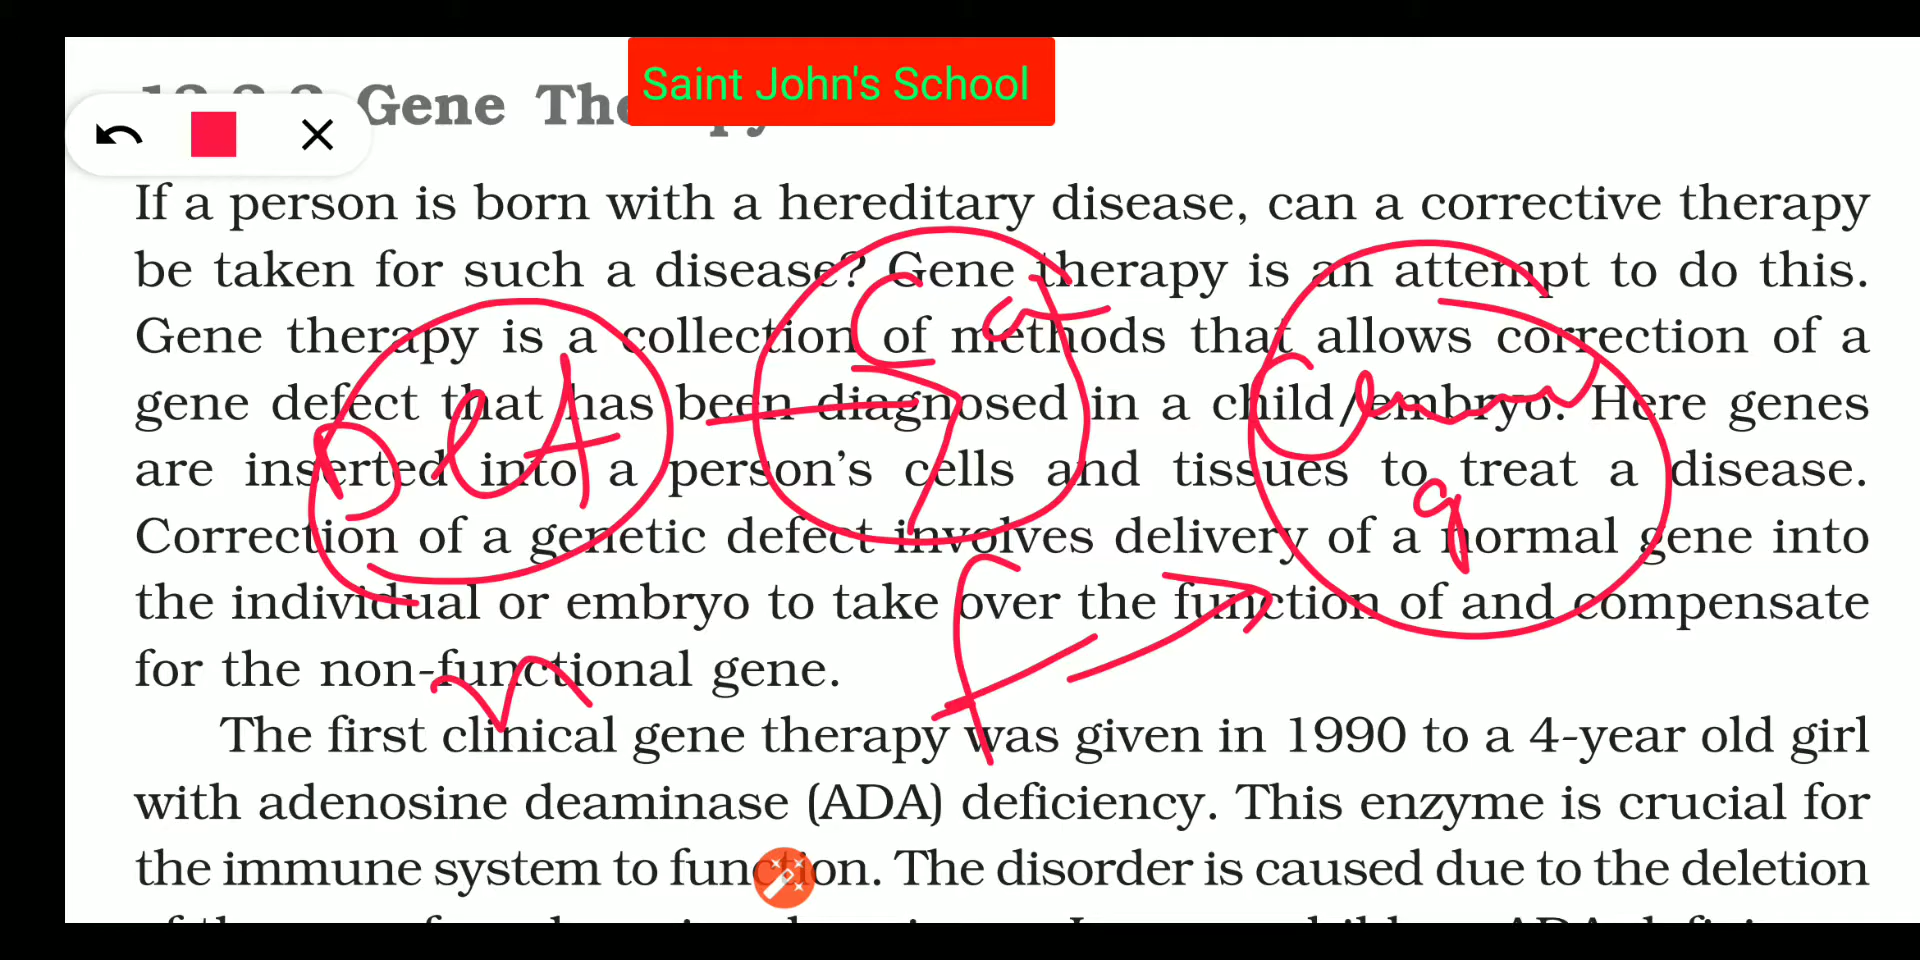 Saint John's School
Gene
If a person is born with a hereditary disease, can a corrective therapy
be taken for such a disease? Gene therapy is an attempt to do this.
Gene therapy is a collection of methods that allows correction of a
gene defect that has been diagnosed in a child/embryo. Here genes
are inserted into a person's cells and tissues to treat a disease.
Correction of a genetic defect involves delivery of a normal gene into
the individual or embryo to take over the function of and compensate
for the non-functional gene.
The first clinical gene therapy was given in 1990 to a 4-year old girl
with adenosine deaminase (ADA) deficiency. This enzyme is crucial for
the immune system to function. The disorder is caused due to the deletion